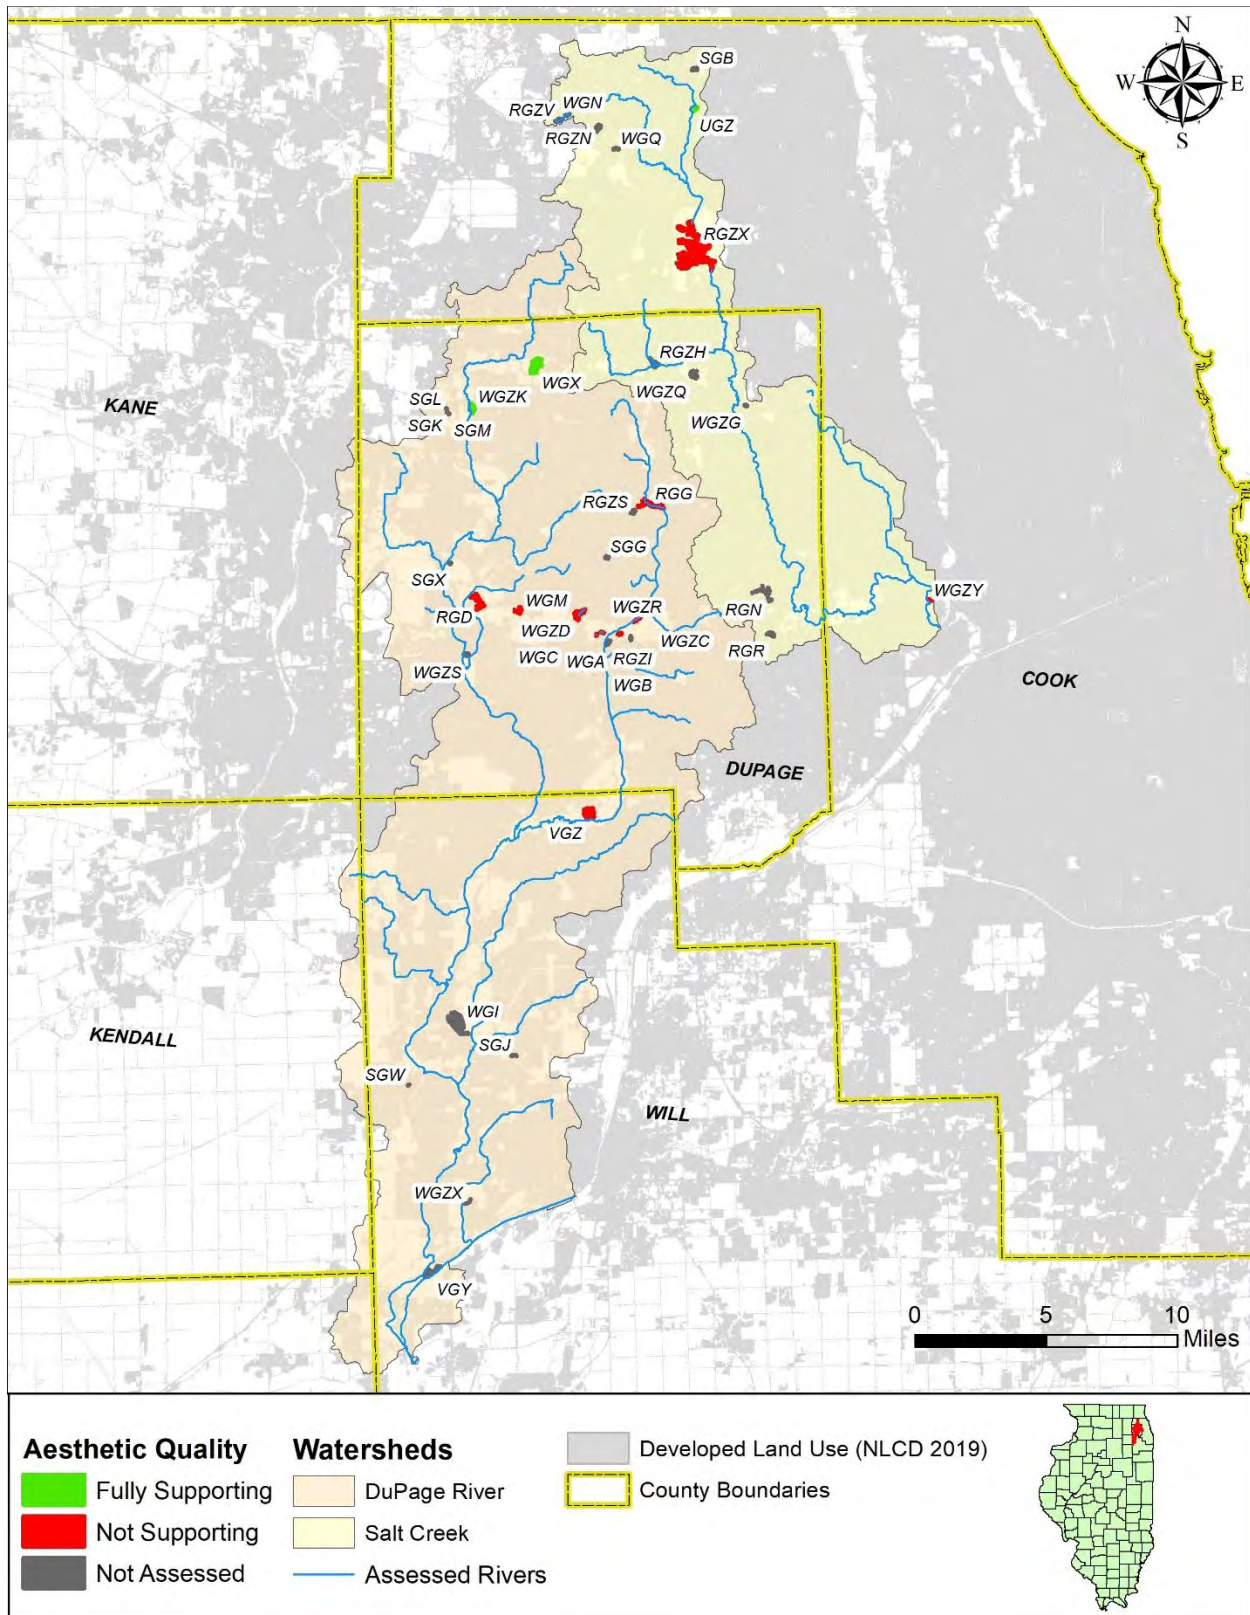 N
W E
S
SGB
RGZV WGN
UGZ
RGZN WGQ
RGZX
RGZH
WGX
WGZQ
KANE
SGL WGZK
SGK SGM
WGZG
RGZS RGG
SGG
SGX
WGM WGZR RGN WGZY
RGD
WGZD WGZC
WGC WGA RGZI RGR
WGZS
WGB
COOK
DUPAGE
VGZ
WGI
KENDALL
SGJ
SGW
WILL
WGZX
VGY
0 5 10
Miles
Aesthetic Quality
Fully Supporting
Not Supporting
Not Assessed
Watersheds
DuPage River
Salt Creek
Assessed Rivers
Developed Land Use (NLCD 2019)
County Boundaries